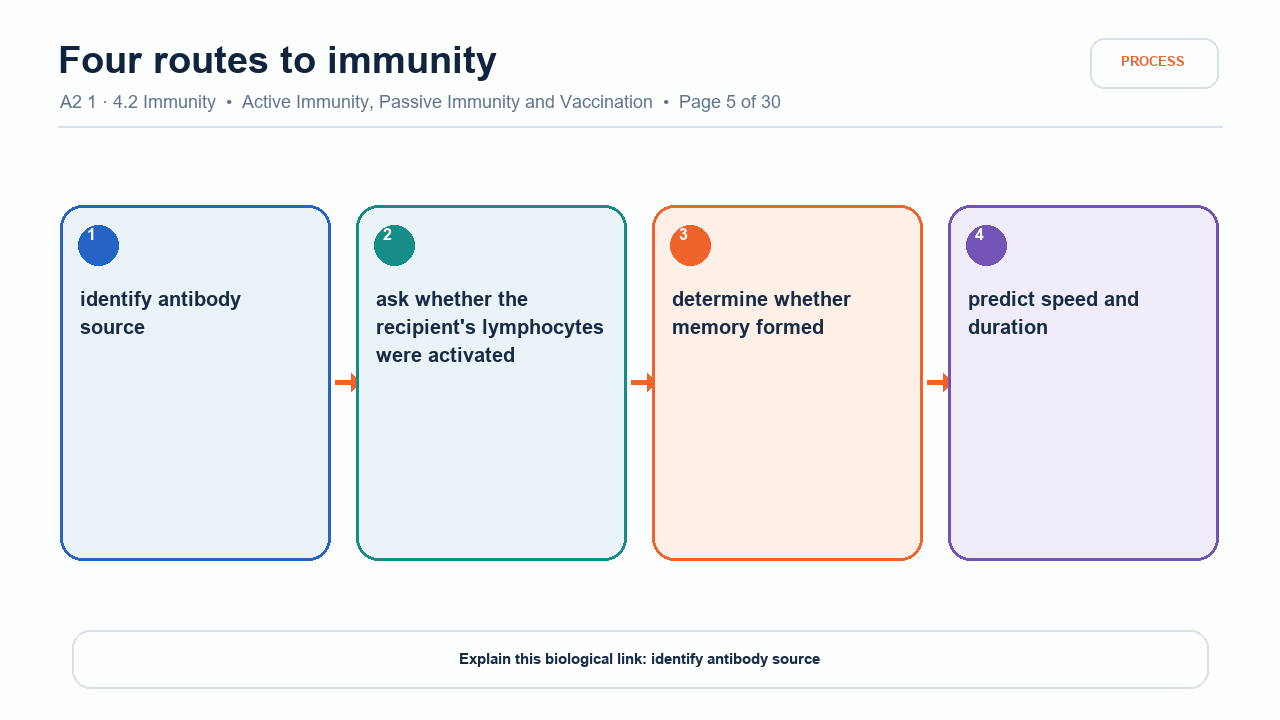 Four routes to immunity
PROCESS
A2 1 · 4.2 Immunity • Active Immunity, Passive Immunity and Vaccination • Page 5 of 30
1
identify antibody
source
2
ask whether the
recipient's lymphocytes
were activated
3
determine whether
memory formed
4
predict speed and
duration
Explain this biological link: identify antibody source